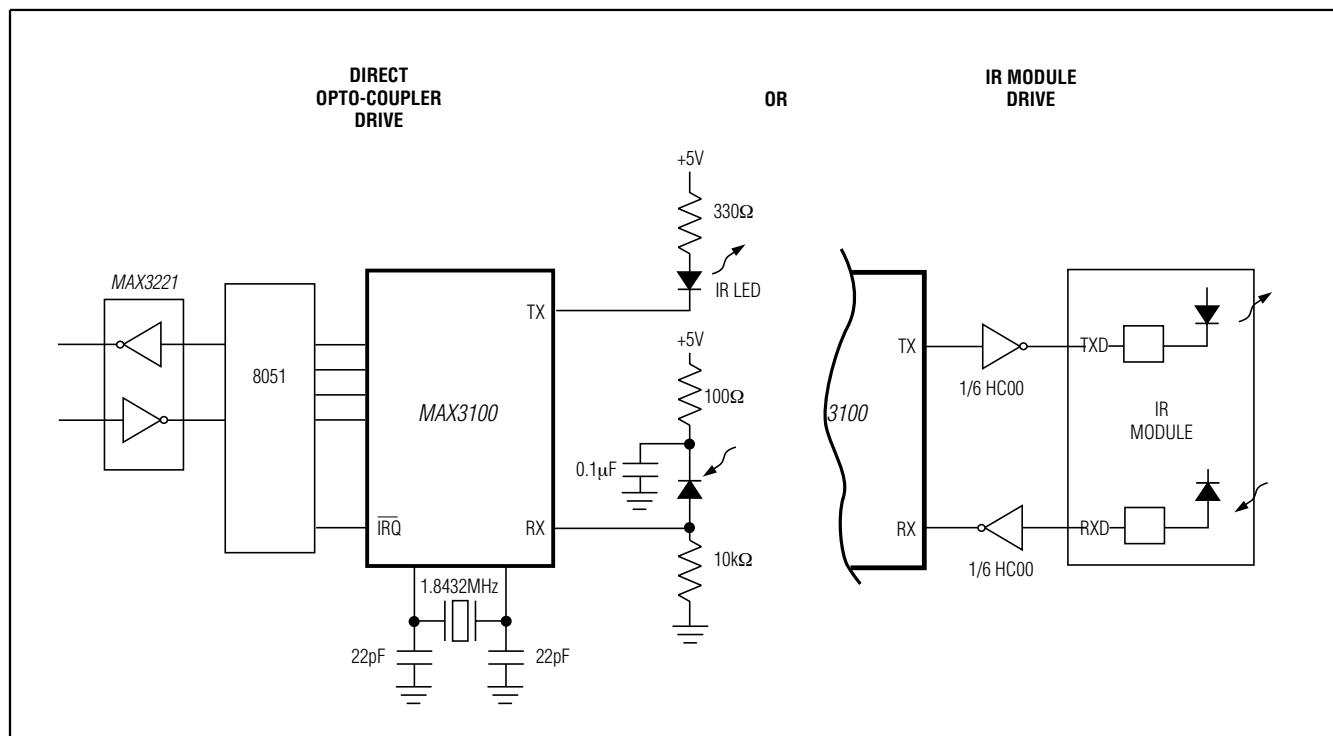 DIRECT
OPTO-COUPLER
DRIVE
OR
IR MODULE
DRIVE
+5V
330Ω
IR LED
MAX3221
8051
TX
MAX3100
+5V
100Ω
0.1µF
IRQ
RX
10kΩ
1.8432MHz
22pF
22pF
TX
1/6 HC00
TXD
3100
IR
MODULE
RX
1/6 HC00
RXD